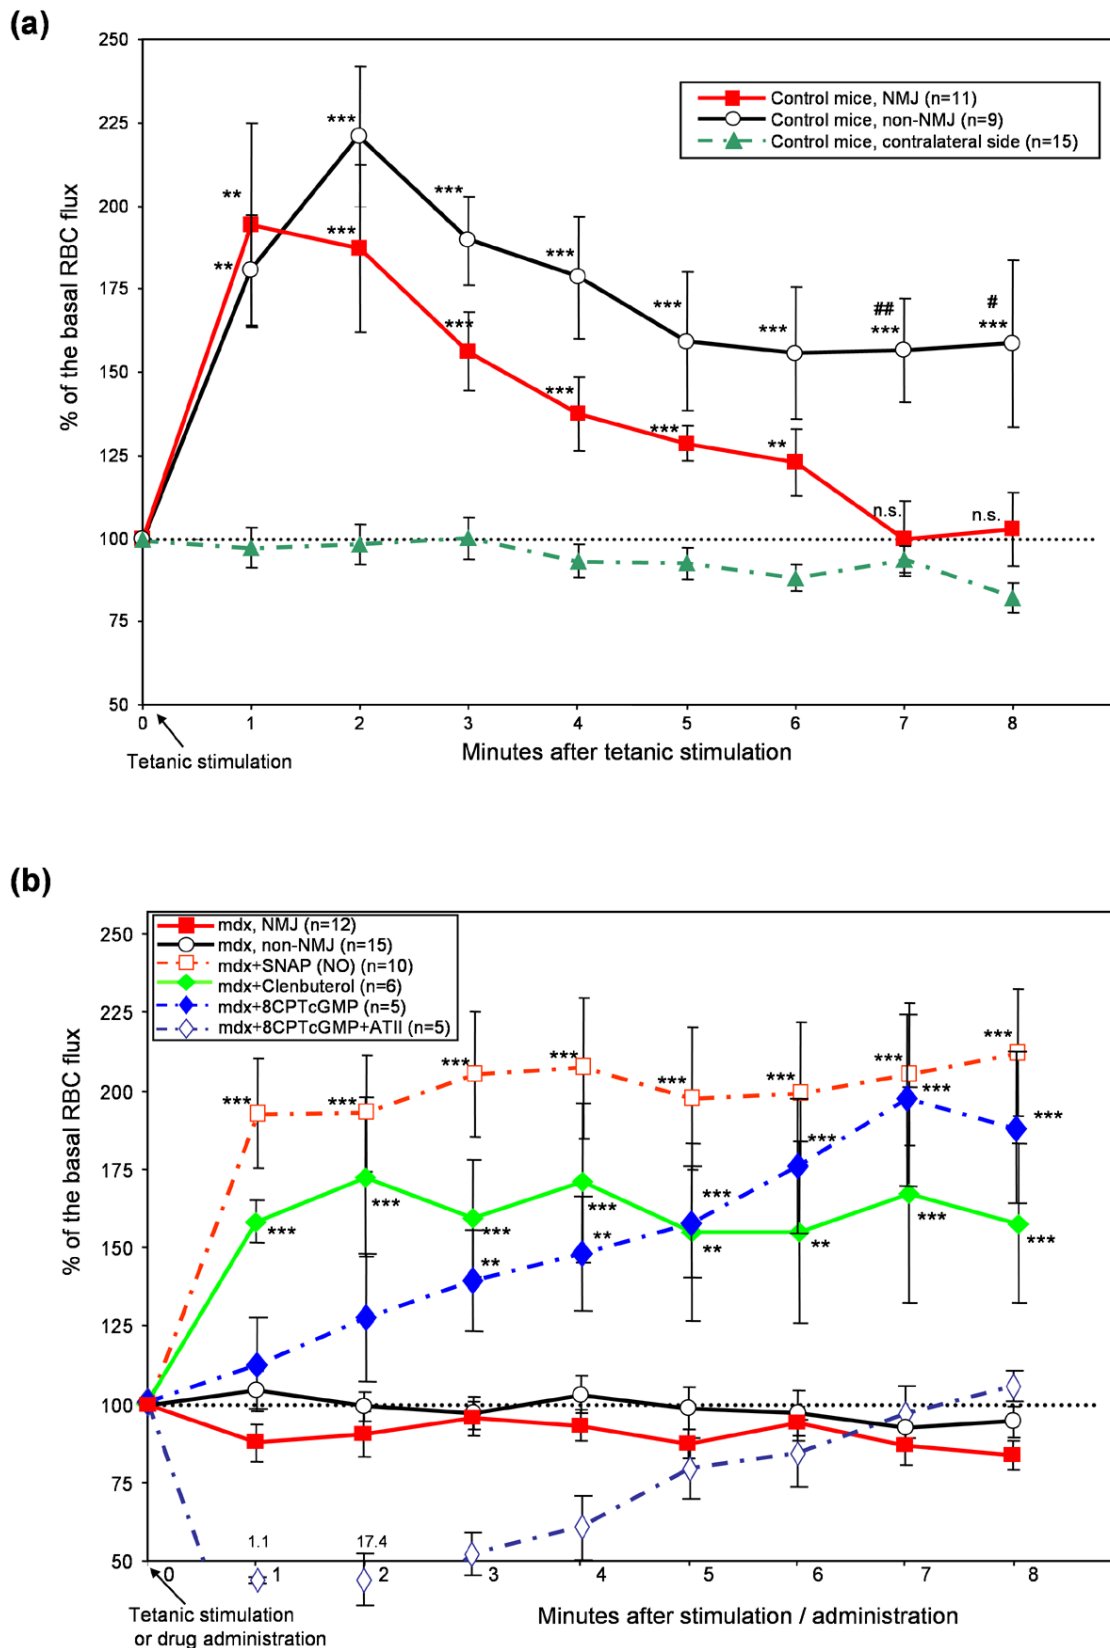 (a)
250
225
200
175
150
125
100
75
50
% of the basal RBC flux
Control mice, NMJ (n=11)
Control mice, non-NMJ (n=9)
Control mice, contralateral side (n=15)
**
**
***
***
***
***
***
***
***
***
***
**
##
***
n.s.
#
***
n.s.
0 1 2 3 4 5 6 7 8
Tetanic stimulation
Minutes after tetanic stimulation
(b)
250
225
200
175
150
125
100
75
50
% of the basal RBC flux
mdx, NMJ (n=12)
mdx, non-NMJ (n=15)
mdx+SNAP (NO) (n=10)
mdx+Clenbuterol (n=6)
mdx+8CPTcGMP (n=5)
mdx+8CPTcGMP+ATII (n=5)
*** *** *** *** *** *** *** ***
*** *** *** *** ** ** *** ***
** ** *** *** *** ***
1.1 17.4
0 1 2 3 4 5 6 7 8
Tetanic stimulation
or drug administration
Minutes after stimulation / administration